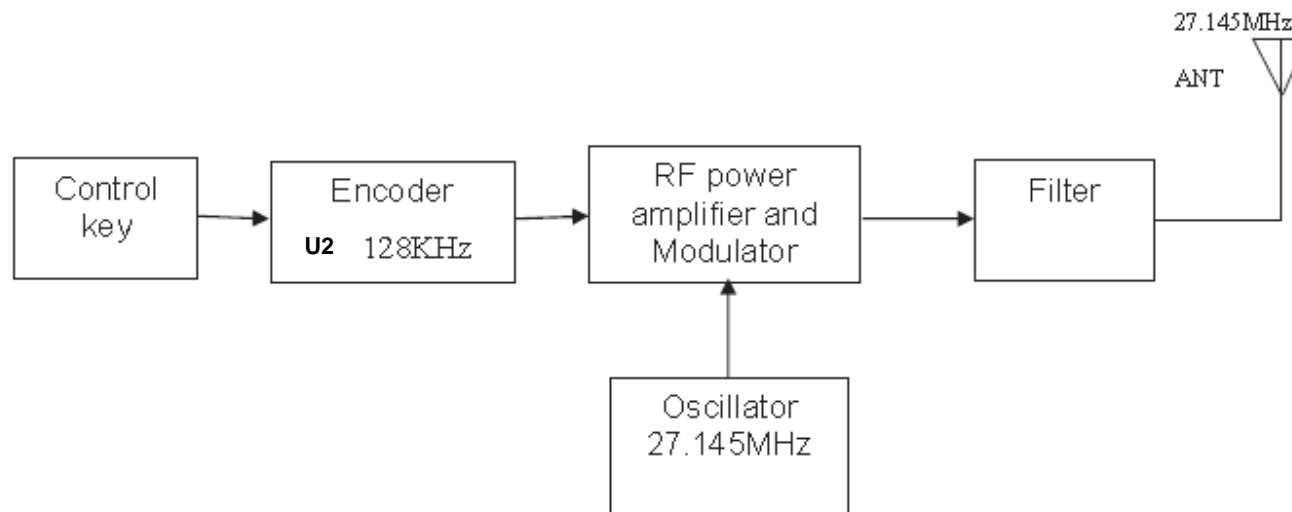 27.145MHz
ANT
Control
key
Encoder
U2 128KHz
RF power
amplifier and
Modulator
Filter
Oscillator
27.145MHz